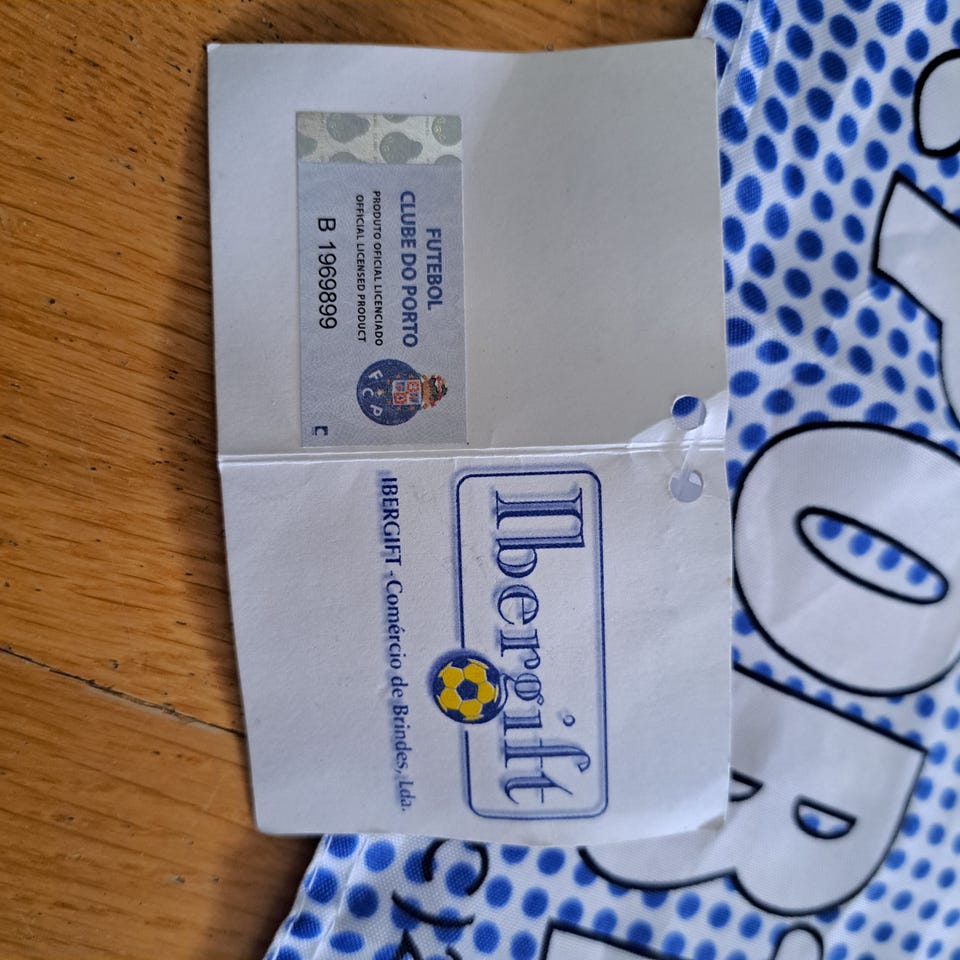 FUTEBOL
CLUBE DO PORTO
PRODUTO OFICIAL LICENCIADO
OFFICIAL LICENSED PRODUCT
B 1969899
FCP
Ibergift
IBERGIFT - Comércio de Brindes, Lda.